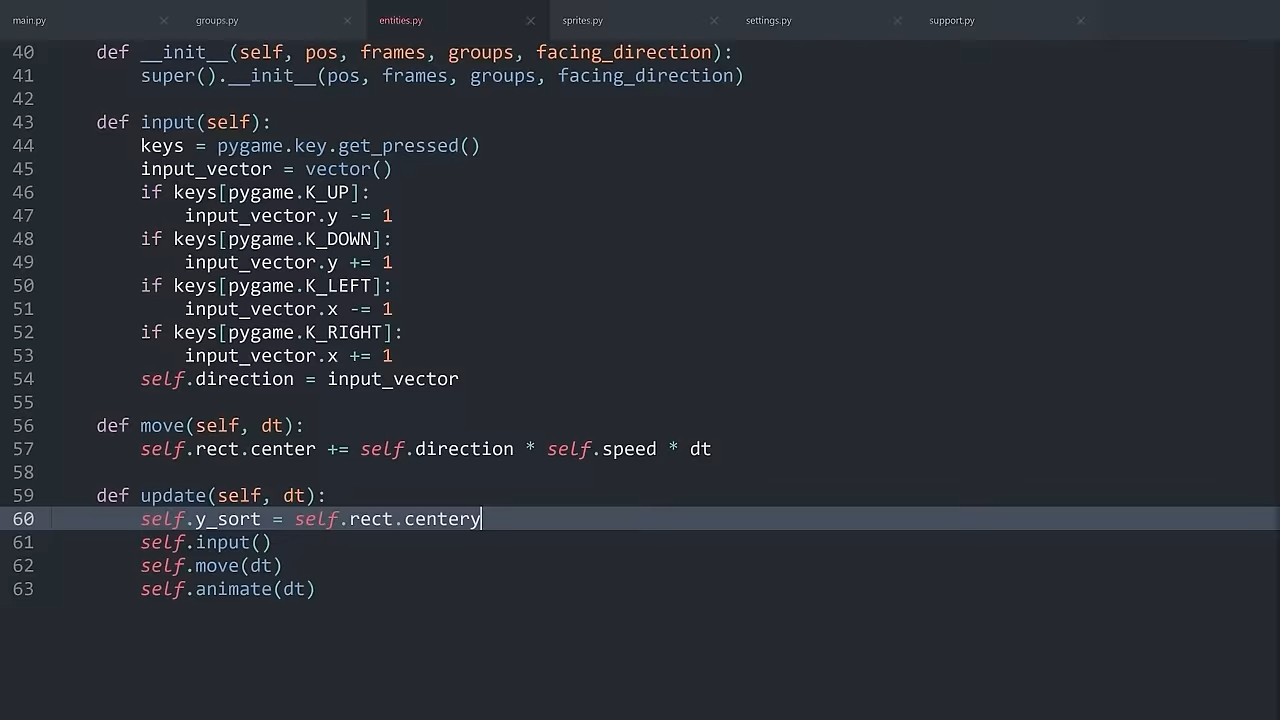 main.py × groups.py × entities.py × sprites.py × settings.py × support.py ×
40 def __init__(self, pos, frames, groups, facing_direction):
41 super().__init__(pos, frames, groups, facing_direction)
42
43 def input(self):
44 keys = pygame.key.get_pressed()
45 input_vector = vector()
46 if keys[pygame.K_UP]:
47 input_vector.y -= 1
48 if keys[pygame.K_DOWN]:
49 input_vector.y += 1
50 if keys[pygame.K_LEFT]:
51 input_vector.x -= 1
52 if keys[pygame.K_RIGHT]:
53 input_vector.x += 1
54 self.direction = input_vector
55
56 def move(self, dt):
57 self.rect.center += self.direction * self.speed * dt
58
59 def update(self, dt):
60 self.y_sort = self.rect.centery
61 self.input()
62 self.move(dt)
63 self.animate(dt)